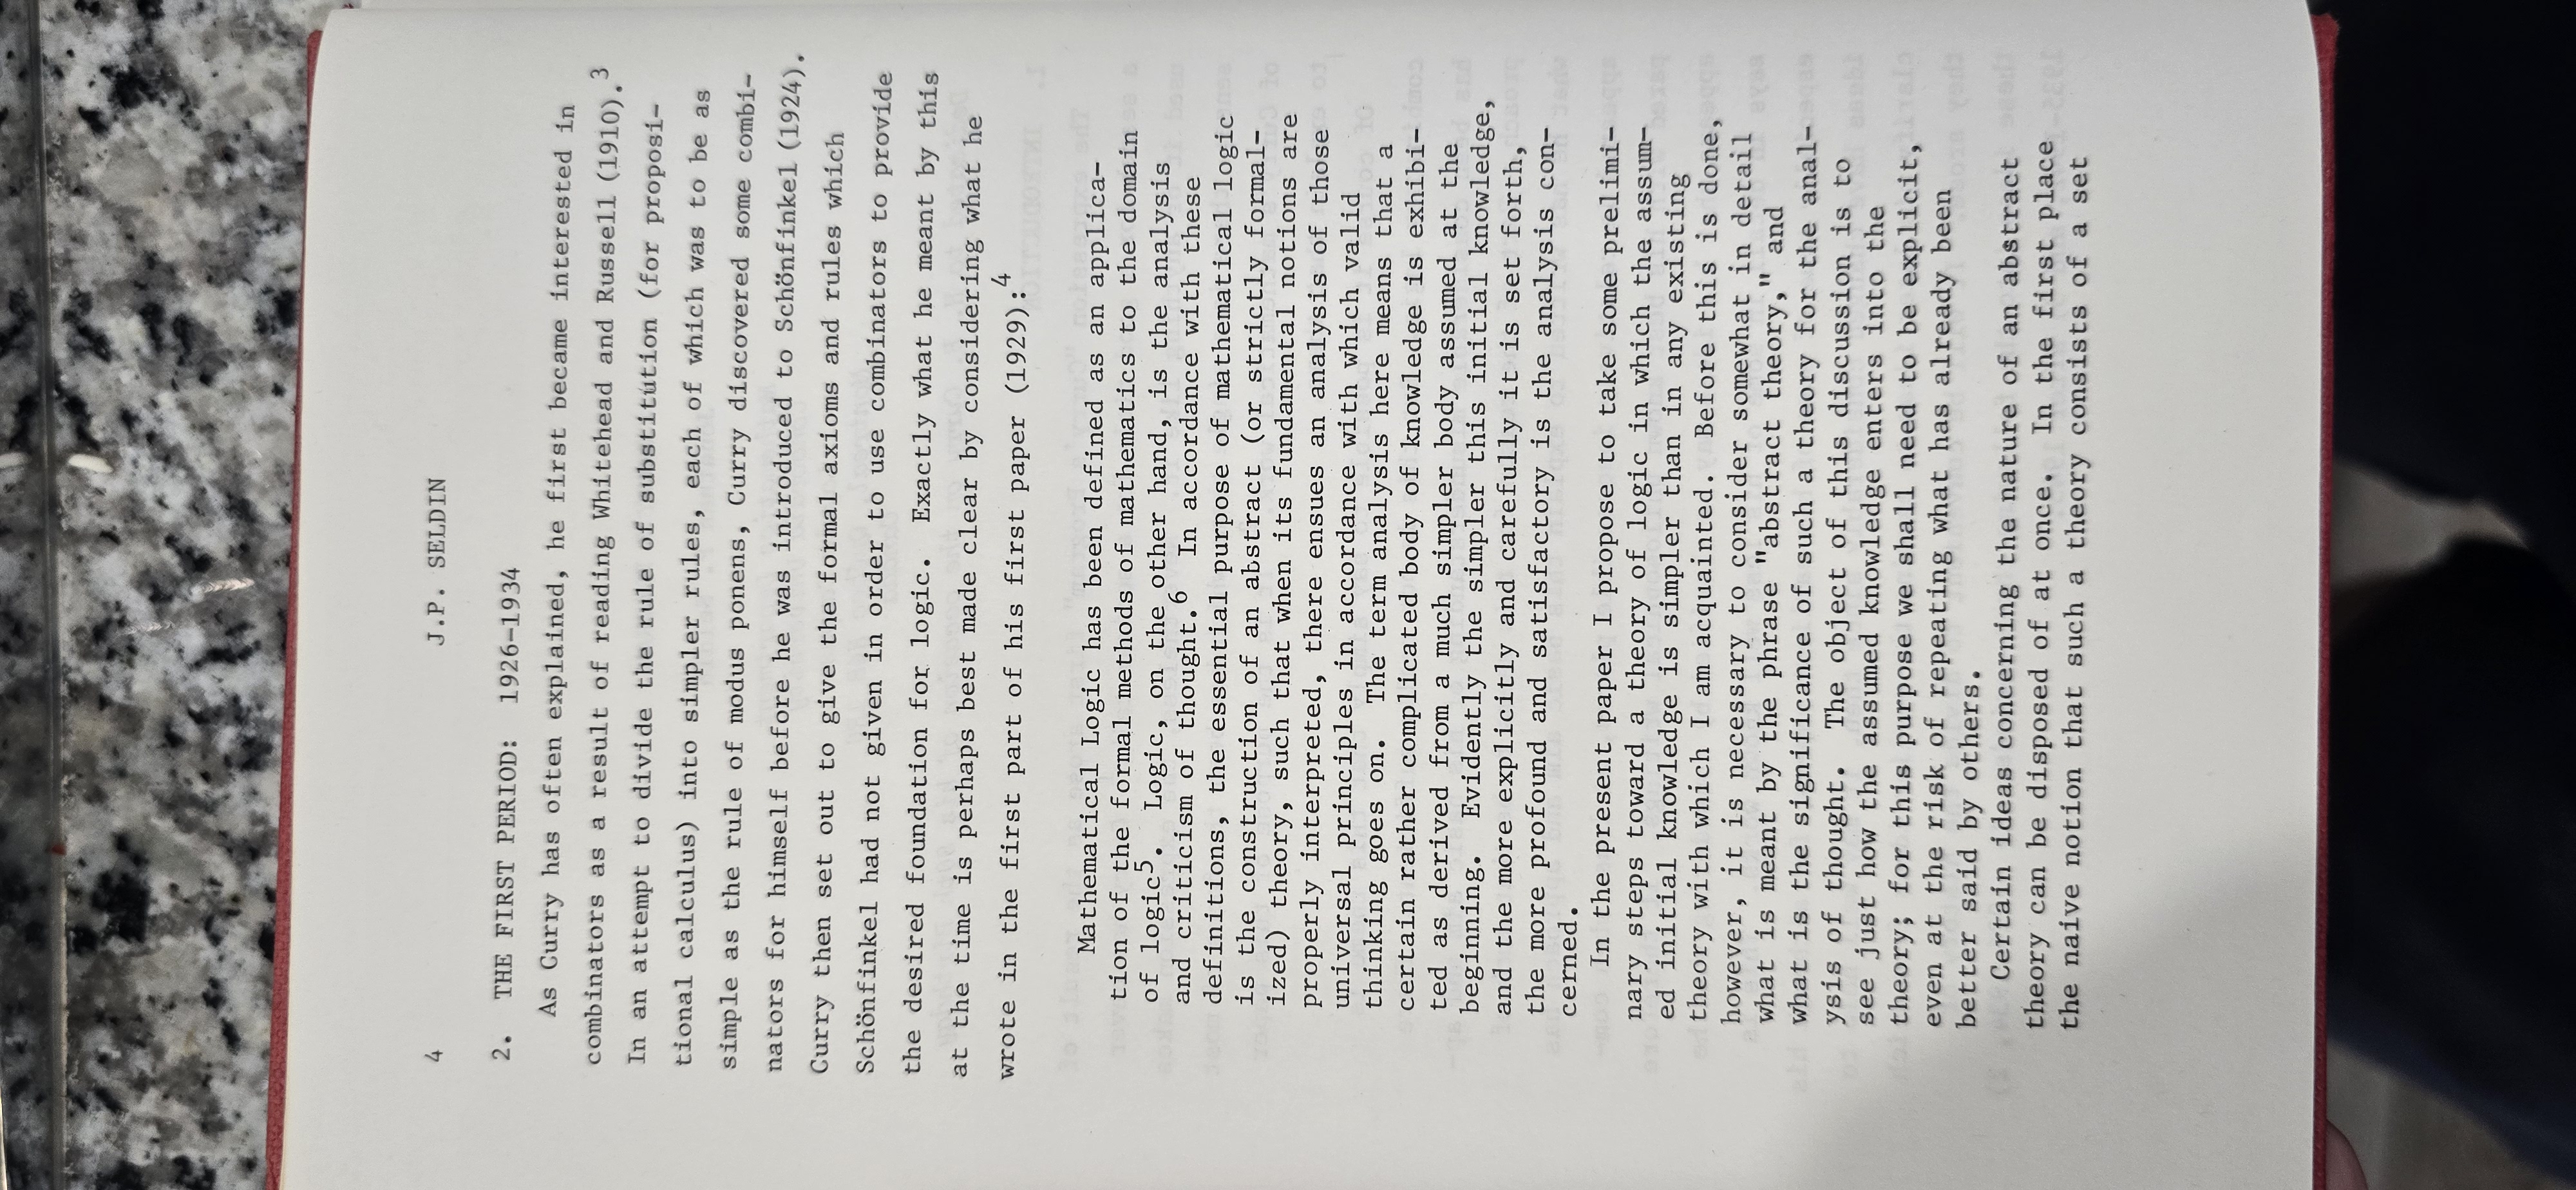 4 J.P. SELDIN
2. THE FIRST PERIOD: 1926-1934
As Curry has often explained, he first became interested in
combinators as a result of reading Whitehead and Russell (1910).3
In an attempt to divide the rule of substitution (for proposi-
tional calculus) into simpler rules, each of which was to be as
simple as the rule of modus ponens, Curry discovered some combi-
nators for himself before he was introduced to Schönfinkel (1924).
Curry then set out to give the formal axioms and rules which
Schönfinkel had not given in order to use combinators to provide
the desired foundation for logic. Exactly what he meant by this
at the time is perhaps best made clear by considering what he
wrote in the first part of his first paper (1929):4
Mathematical Logic has been defined as an applica-
tion of the formal methods of mathematics to the domain
of logic5. Logic, on the other hand, is the analysis
and criticism of thought.6 In accordance with these
definitions, the essential purpose of mathematical logic
is the construction of an abstract (or strictly formal-
ized) theory, such that when its fundamental notions are
properly interpreted, there ensues an analysis of those
universal principles in accordance with which valid
thinking goes on. The term analysis here means that a
certain rather complicated body of knowledge is exhibi-
ted as derived from a much simpler body assumed at the
beginning. Evidently the simpler this initial knowledge,
and the more explicitly and carefully it is set forth,
the more profound and satisfactory is the analysis con-
cerned.
In the present paper I propose to take some prelimi-
nary steps toward a theory of logic in which the assum-
ed initial knowledge is simpler than in any existing
theory with which I am acquainted. Before this is done,
however, it is necessary to consider somewhat in detail
what is meant by the phrase "abstract theory," and
what is the significance of such a theory for the anal-
ysis of thought. The object of this discussion is to
see just how the assumed knowledge enters into the
theory; for this purpose we shall need to be explicit,
even at the risk of repeating what has already been
better said by others.
Certain ideas concerning the nature of an abstract
theory can be disposed of at once. In the first place
the naive notion that such a theory consists of a set